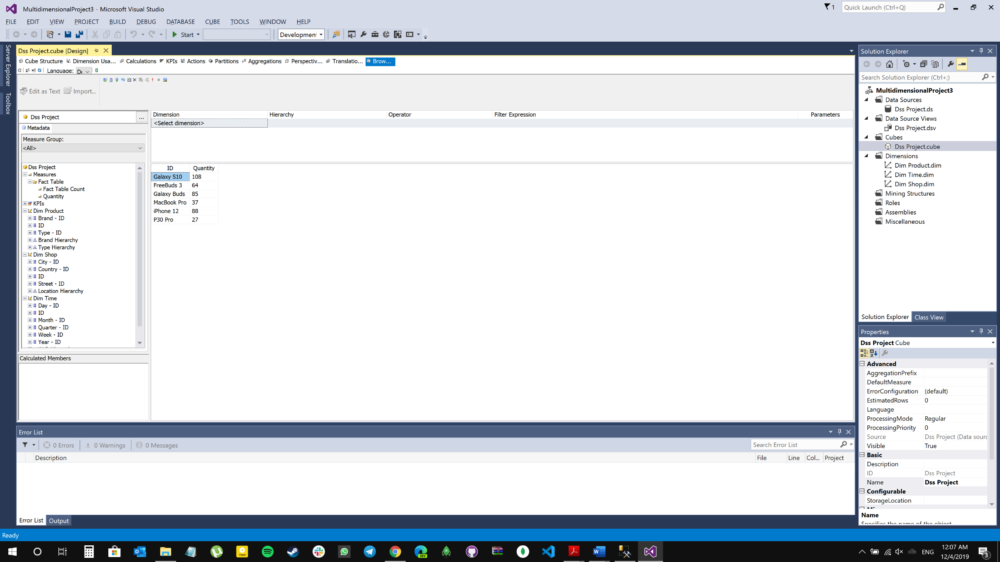 MultidimensionalProject3 - Microsoft Visual Studio
1
Quick Launch (Ctrl+Q)
FILE EDIT VIEW PROJECT BUILD DEBUG DATABASE CUBE TOOLS WINDOW HELP
Start
Development
Server Explorer
Toolbox
Dss Project.cube [Design]
Cube Structure Dimension Usa... Calculations KPIs Actions Partitions Aggregations Perspectiv... Translatio... Brow...
Language:
Edit as Text Import...
Dss Project
...
Metadata
Measure Group:
<All>
Dss Project
Measures
Fact Table
Fact Table Count
Quantity
KPIs
Dim Product
Brand - ID
ID
Type - ID
Brand Hierarchy
Type Hierarchy
Dim Shop
City - ID
Country - ID
ID
Street - ID
Location Hierarchy
Dim Time
Day - ID
ID
Month - ID
Quarter - ID
Week - ID
Year - ID
Calculated Members
Dimension Hierarchy Operator Filter Expression Parameters
<Select dimension>
ID Quantity
Galaxy S10 108
FreeBuds 3 64
Galaxy Buds 85
MacBook Pro 37
iPhone 12 88
P30 Pro 27
Error List
0 Errors 0 Warnings 0 Messages
Search Error List
Description File Line Col... Project
Error List Output
Solution Explorer
Search Solution Explorer (Ctrl+;)
MultidimensionalProject3
Data Sources
Dss Project.ds
Data Source Views
Dss Project.dsv
Cubes
Dss Project.cube
Dimensions
Dim Product.dim
Dim Time.dim
Dim Shop.dim
Mining Structures
Roles
Assemblies
Miscellaneous
Solution Explorer Class View
Properties
Dss Project Cube
Advanced
AggregationPrefix
DefaultMeasure
ErrorConfiguration (default)
EstimatedRows 0
Language
ProcessingMode Regular
ProcessingPriority 0
Source Dss Project (Data sourc
Visible True
Basic
Description
ID Dss Project
Name Dss Project
Configurable
StorageLocation
Name
Specifies the name of the object
Ready
ENG
12:07 AM
12/4/2019
3